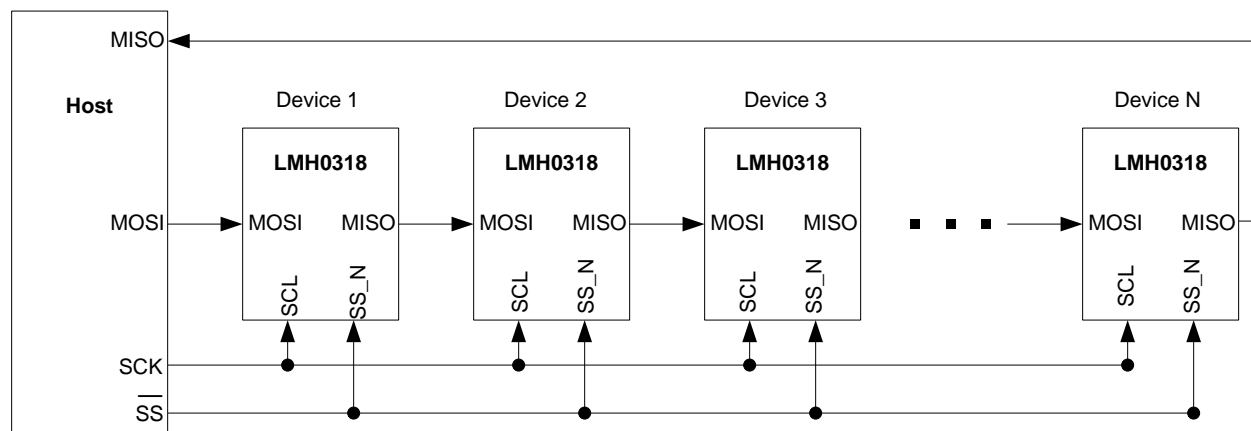 MISO
Host
Device 1
Device 2
Device 3
Device N
LMH0318
LMH0318
LMH0318
LMH0318
MOSI
MOSI MISO
MOSI MISO
MOSI MISO
MOSI MISO
SCL
SS_N
SCL
SS_N
SCL
SS_N
SCL
SS_N
SCK
SS